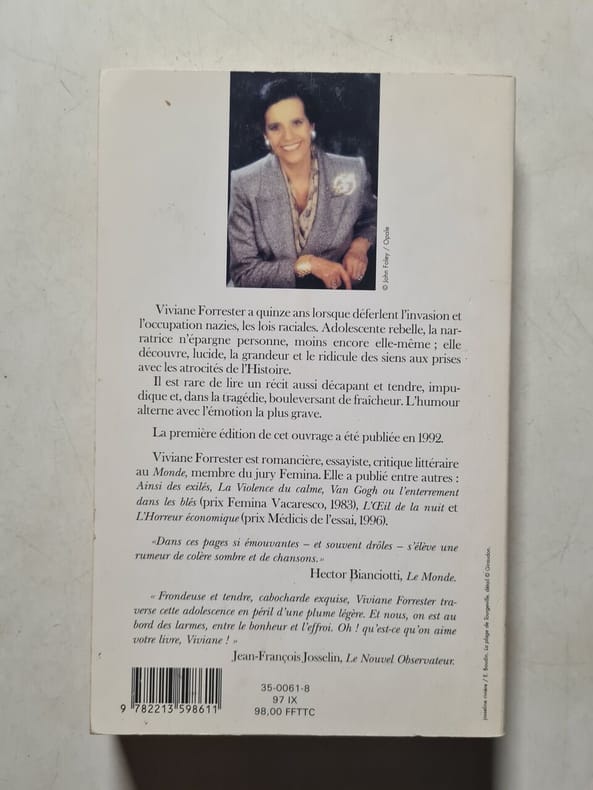 © John Foley / Opale
Viviane Forrester a quinze ans lorsque déferlent l'invasion et
l'occupation nazies, les lois raciales. Adolescente rebelle, la nar-
ratrice n'épargne personne, moins encore elle-même ; elle
découvre, lucide, la grandeur et le ridicule des siens aux prises
avec les atrocités de l'Histoire.
Il est rare de lire un récit aussi décapant et tendre, impu-
dique et, dans la tragédie, bouleversant de fraîcheur. L'humour
alterne avec l'émotion la plus grave.
La première édition de cet ouvrage a été publiée en 1992.
Viviane Forrester est romancière, essayiste, critique littéraire
au Monde, membre du jury Femina. Elle a publié entre autres :
Ainsi des exilés, La Violence du calme, Van Gogh ou l'enterrement
dans les blés (prix Femina Vacaresco, 1983), L'Œil de la nuit et
L'Horreur économique (prix Médicis de l'essai, 1996).
«Dans ces pages si émouvantes – et souvent drôles – s'élève une
rumeur de colère sombre et de chansons.»
Hector Bianciotti, Le Monde.
« Frondeuse et tendre, cabocharde exquise, Viviane Forrester tra-
verse cette adolescence en péril d'une plume légère. Et nous, on est au
bord des larmes, entre le bonheur et l'effroi. Oh ! qu'est-ce qu'on aime
votre livre, Viviane ! »
Jean-François Josselin, Le Nouvel Observateur.
35-0061-8
97 IX
98,00 FFTTC
9 782213 598611
Josseline Rivière / E. Boudin, La plage de Tourgeville, détail © Giraudon.